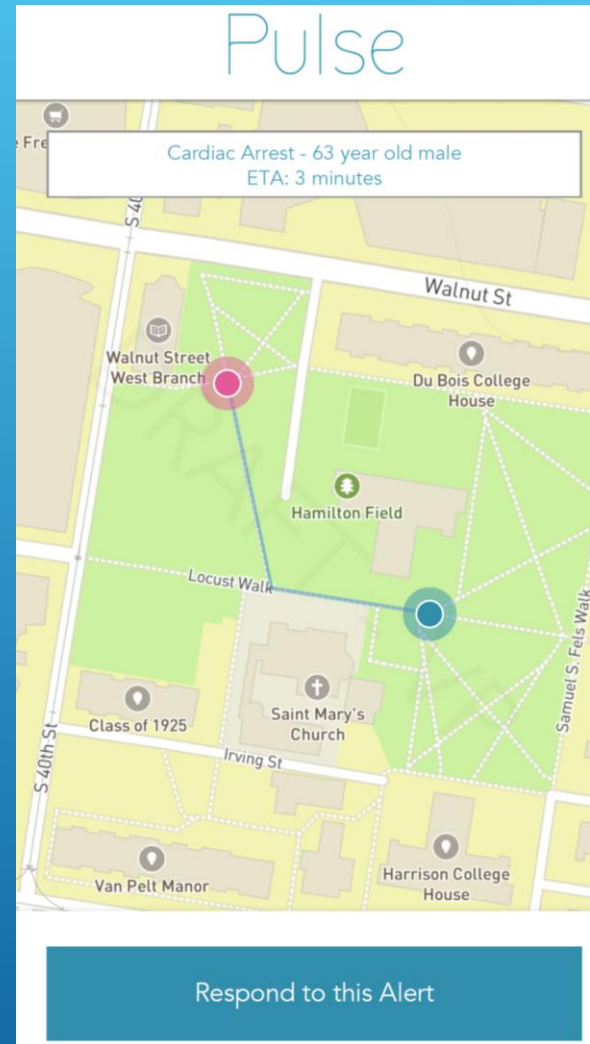 Pulse
Fre
Cardiac Arrest - 63 year old male
ETA: 3 minutes
S 40
Walnut St
Walnut Street
West Branch
Du Bois College
House
Hamilton Field
Locust Walk
Samuel S. Fels Walk
Saint Mary's
Church
Class of 1925
Irving St
S 40th St
Van Pelt Manor
Harrison College
House
Respond to this Alert